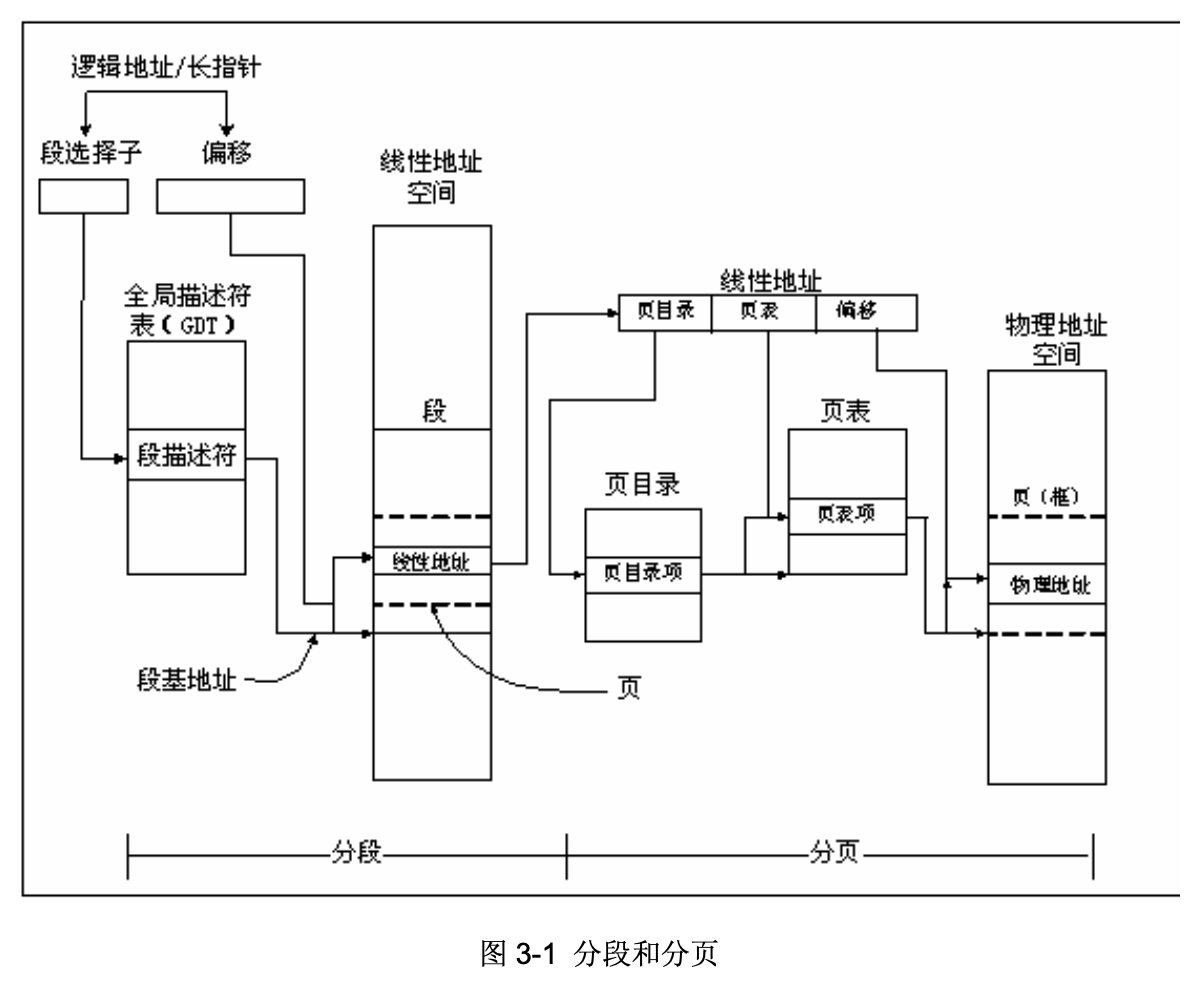 逻辑地址/长指针
段选择子
偏移
线性地址
空间
全局描述符
表(GDT)
段描述符
段
线性地址
段基地址
页
线性地址
页目录
页表
偏移
页目录
页目录项
页表
页表项
物理地址
空间
页(框)
物理地址
分段
分页
图 3-1 分段和分页